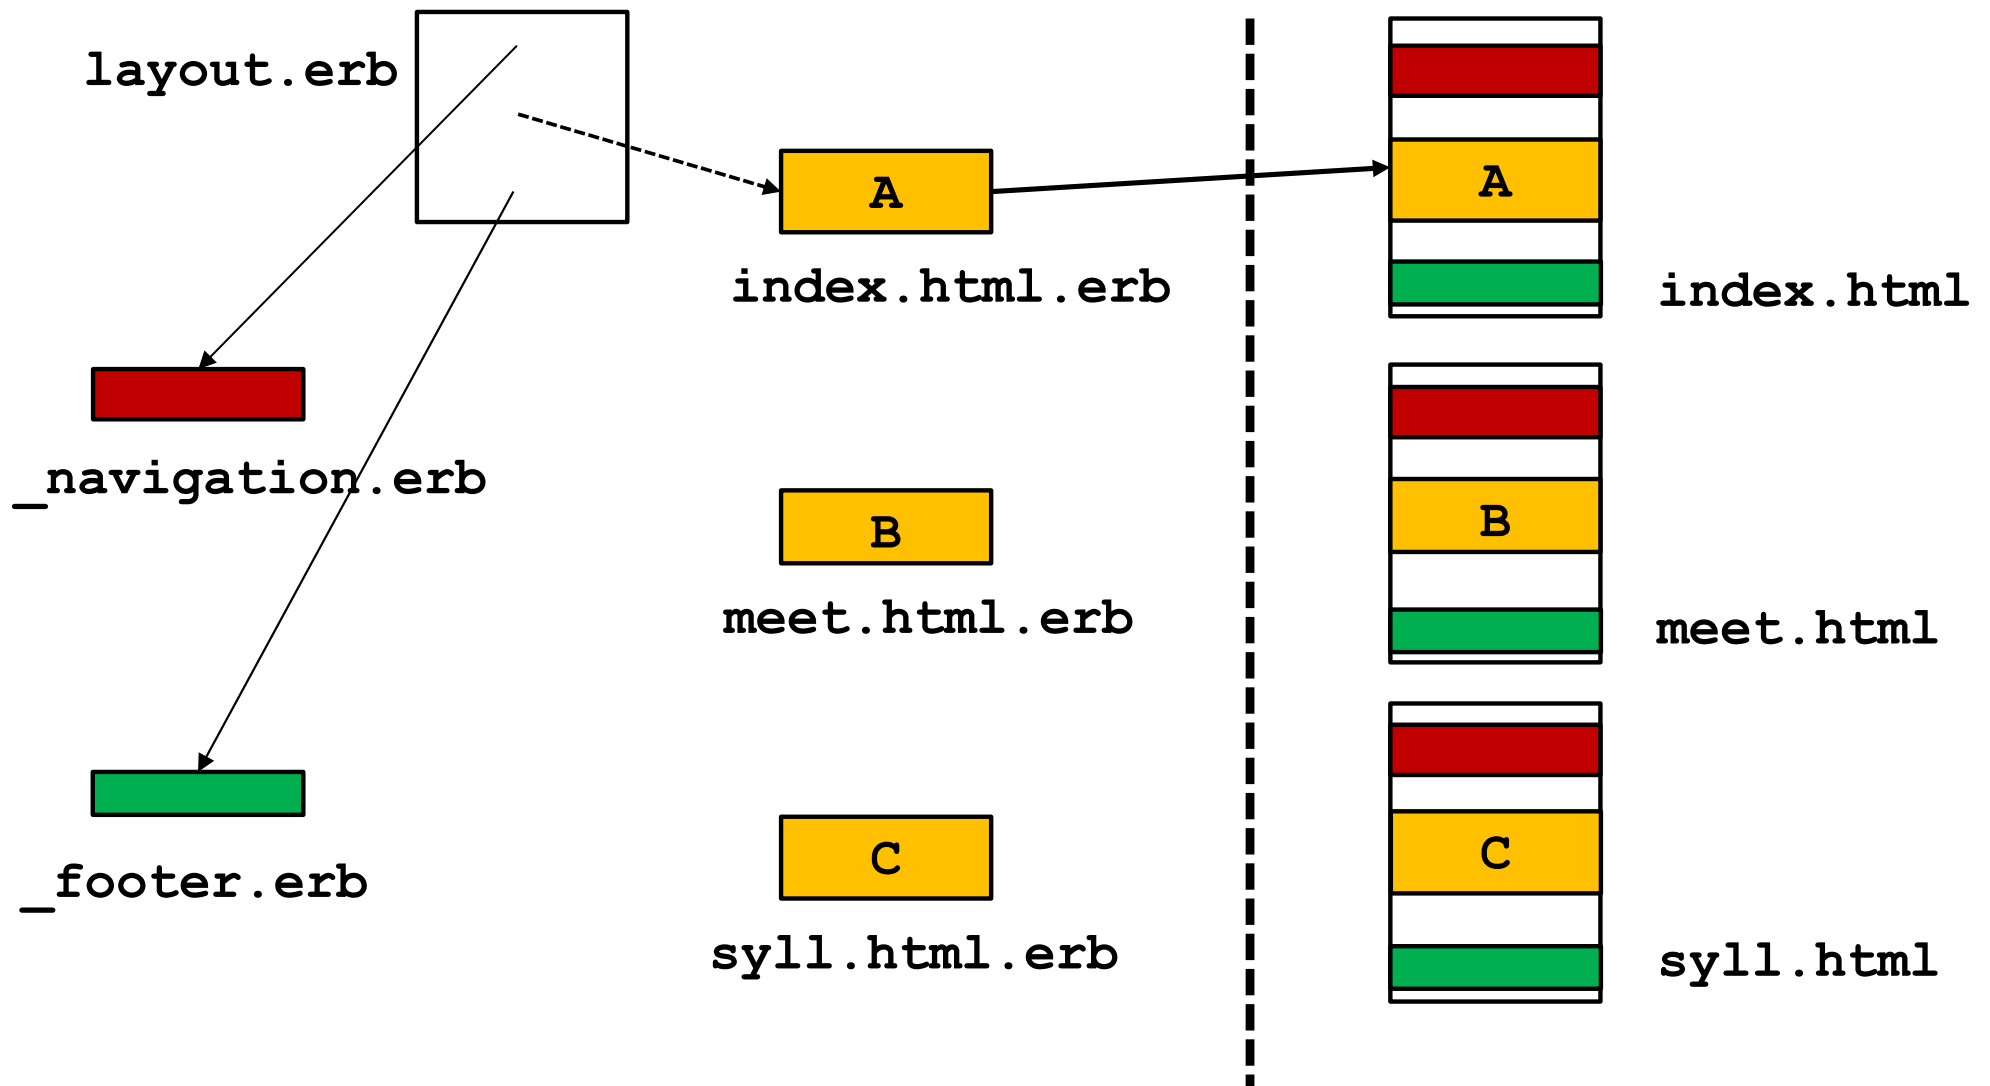 layout.erb
A
A
index.html.erb
index.html
_navigation.erb
B
B
meet.html.erb
meet.html
C
C
_footer.erb
syll.html.erb
syll.html